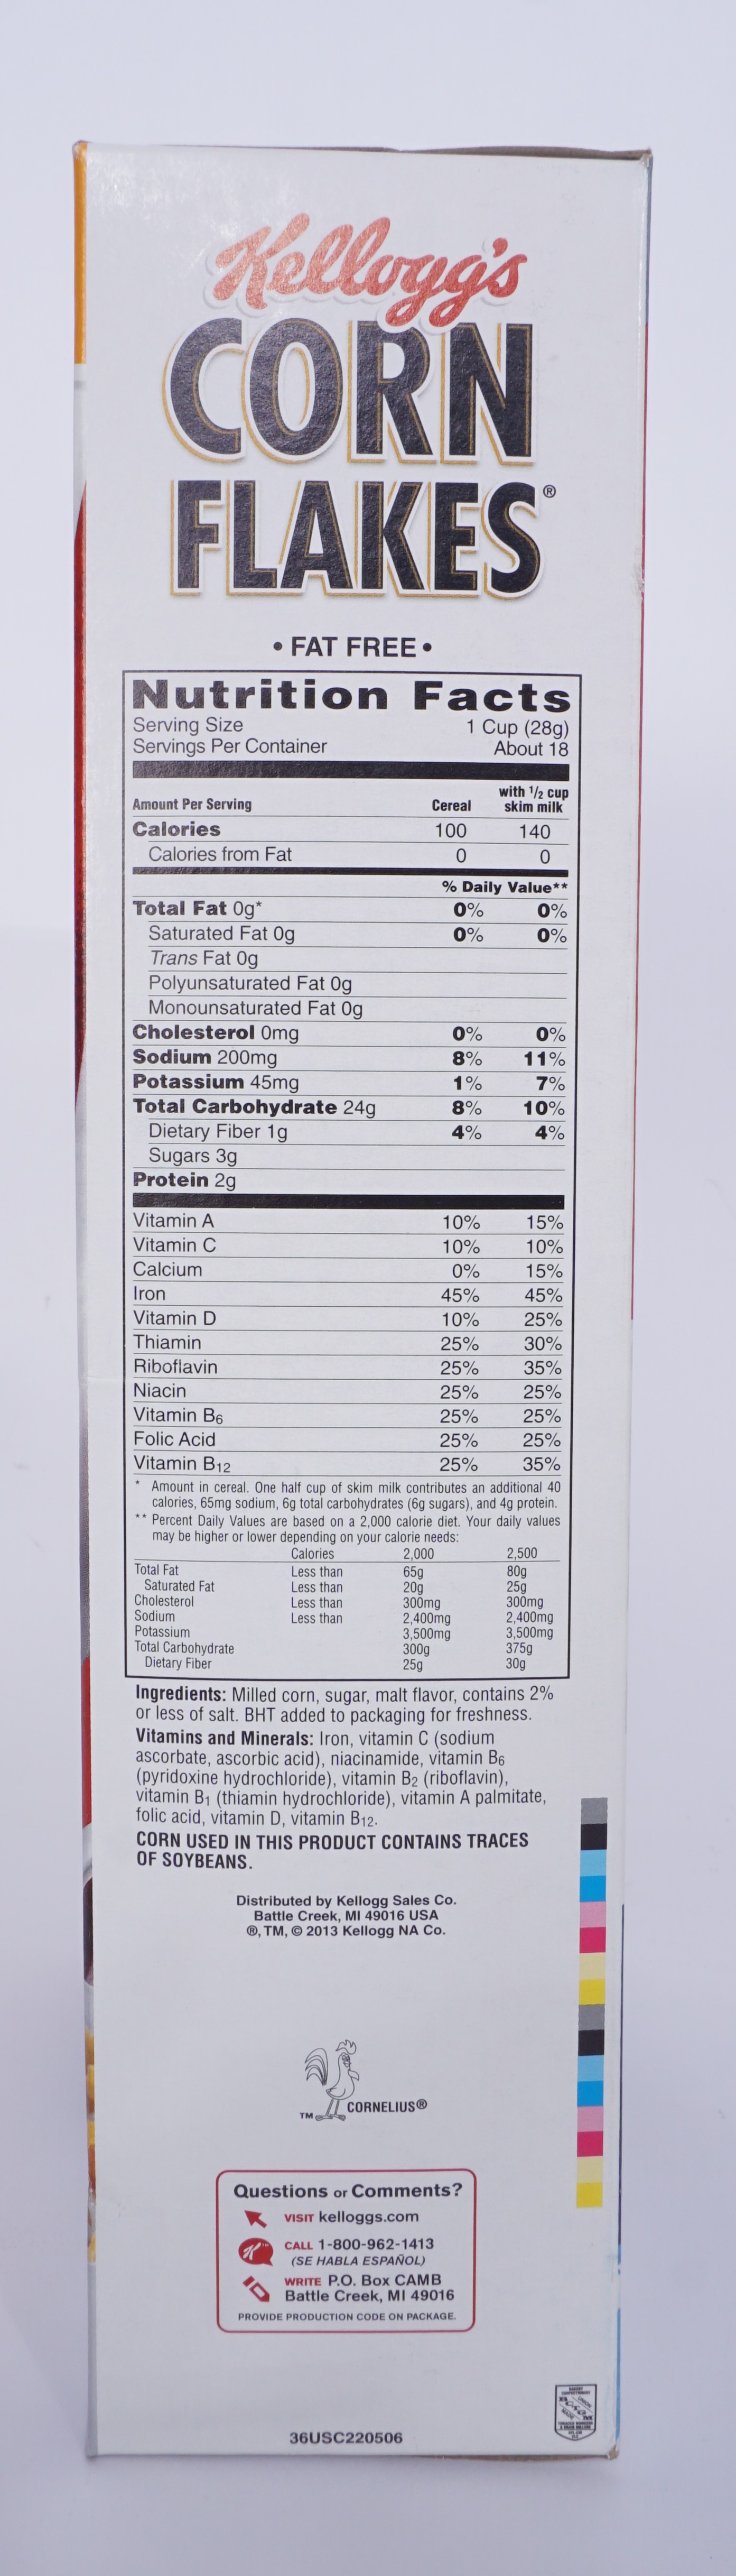 Kellogg's
CORN
FLAKES®
• FAT FREE •
Nutrition Facts
Serving Size 1 Cup (28g)
Servings Per Container About 18
Amount Per Serving Cereal with 1/2 cup skim milk
Calories 100 140
Calories from Fat 0 0
% Daily Value**
Total Fat 0g* 0% 0%
Saturated Fat 0g 0% 0%
Trans Fat 0g
Polyunsaturated Fat 0g
Monounsaturated Fat 0g
Cholesterol 0mg 0% 0%
Sodium 200mg 8% 11%
Potassium 45mg 1% 7%
Total Carbohydrate 24g 8% 10%
Dietary Fiber 1g 4% 4%
Sugars 3g
Protein 2g
Vitamin A 10% 15%
Vitamin C 10% 10%
Calcium 0% 15%
Iron 45% 45%
Vitamin D 10% 25%
Thiamin 25% 30%
Riboflavin 25% 35%
Niacin 25% 25%
Vitamin B6 25% 25%
Folic Acid 25% 25%
Vitamin B12 25% 35%
* Amount in cereal. One half cup of skim milk contributes an additional 40
calories, 65mg sodium, 6g total carbohydrates (6g sugars), and 4g protein.
** Percent Daily Values are based on a 2,000 calorie diet. Your daily values
may be higher or lower depending on your calorie needs:
Calories 2,000 2,500
Total Fat Less than 65g 80g
Saturated Fat Less than 20g 25g
Cholesterol Less than 300mg 300mg
Sodium Less than 2,400mg 2,400mg
Potassium 3,500mg 3,500mg
Total Carbohydrate 300g 375g
Dietary Fiber 25g 30g
Ingredients: Milled corn, sugar, malt flavor, contains 2%
or less of salt. BHT added to packaging for freshness.
Vitamins and Minerals: Iron, vitamin C (sodium
ascorbate, ascorbic acid), niacinamide, vitamin B6
(pyridoxine hydrochloride), vitamin B2 (riboflavin),
vitamin B1 (thiamin hydrochloride), vitamin A palmitate,
folic acid, vitamin D, vitamin B12.
CORN USED IN THIS PRODUCT CONTAINS TRACES
OF SOYBEANS.
Distributed by Kellogg Sales Co.
Battle Creek, MI 49016 USA
®, TM, © 2013 Kellogg NA Co.
TM CORNELIUS®
Questions or Comments?
VISIT kelloggs.com
K CALL 1-800-962-1413
(SE HABLA ESPAÑOL)
WRITE P.O. Box CAMB
Battle Creek, MI 49016
PROVIDE PRODUCTION CODE ON PACKAGE.
36USC220506